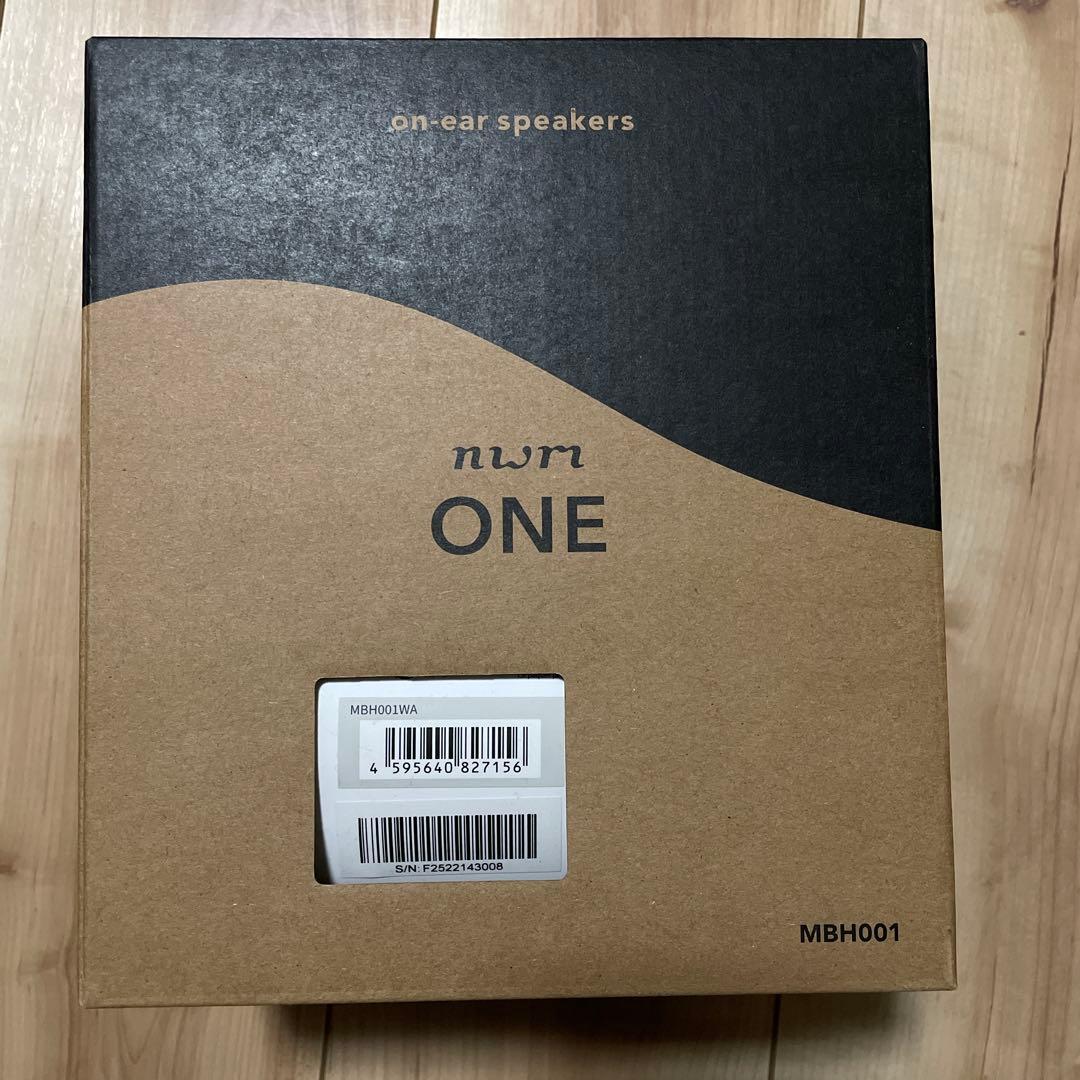 on-ear speakers
nwm
ONE
MBH001WA
4 595640 827156
S/N: F2522143008
MBH001